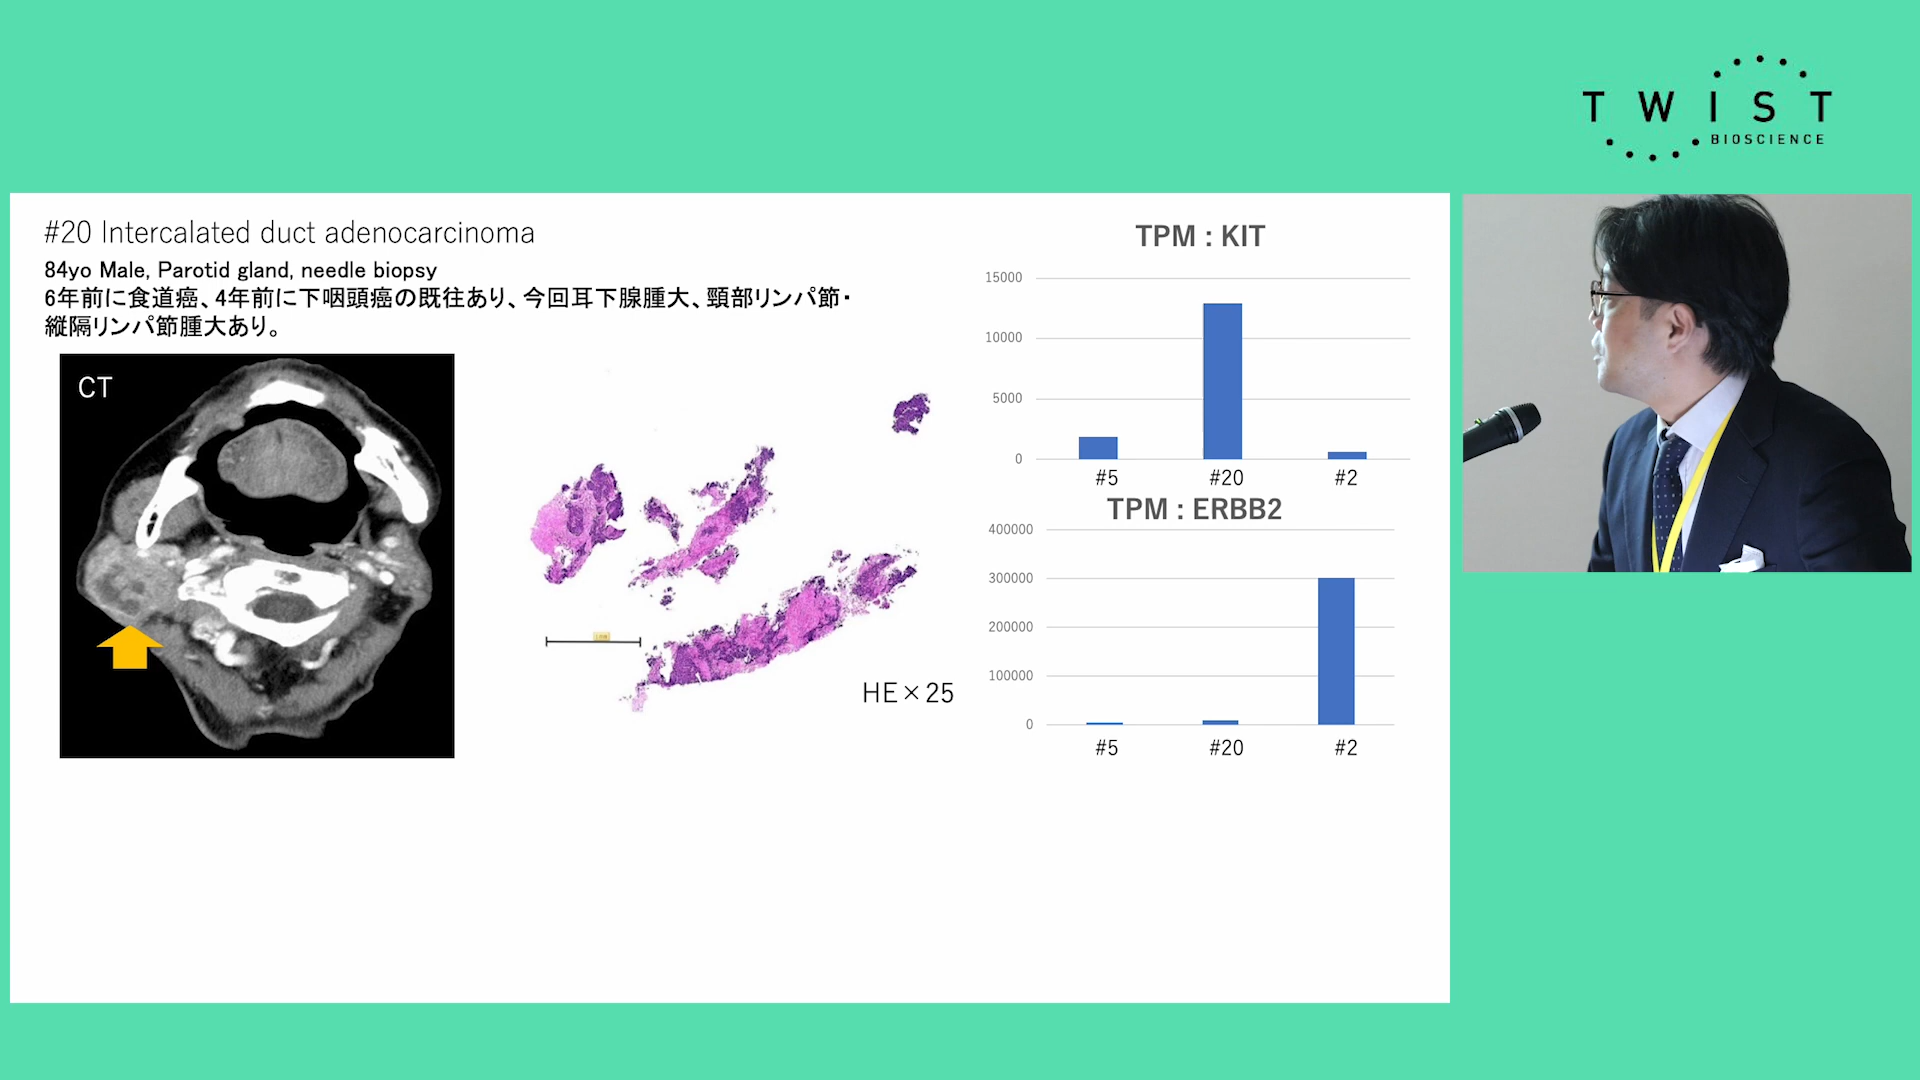 TWIST
BIOSCIENCE
#20 Intercalated duct adenocarcinoma
84yo Male, Parotid gland, needle biopsy
6年前に食道癌、4年前に下咽頭癌の既往あり、今回耳下腺腫大、頸部リンパ節・
縦隔リンパ節腫大あり。
CT
HE×25
TPM : KIT
15000
10000
5000
0
#5 #20 #2
TPM : ERBB2
400000
300000
200000
100000
0
#5 #20 #2